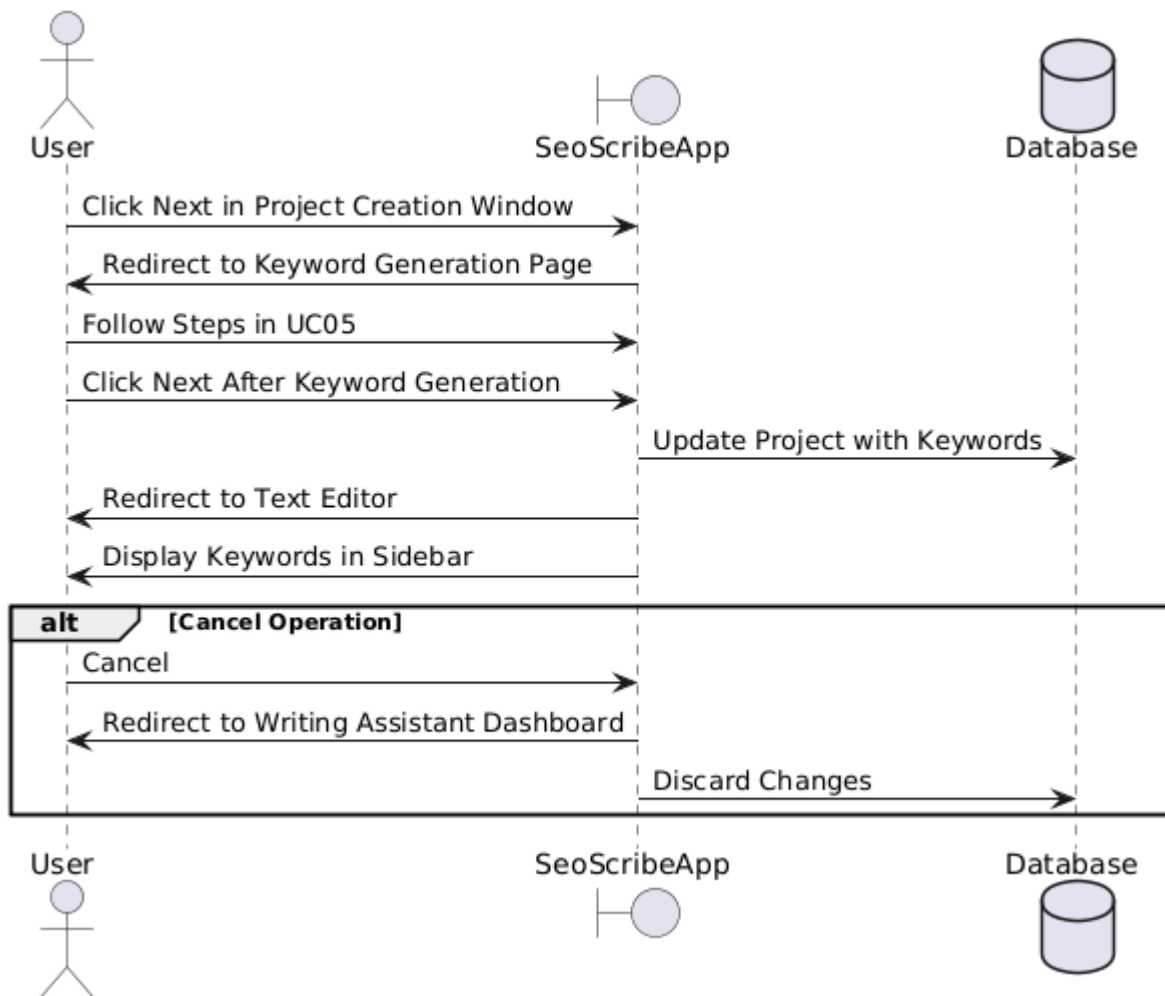 User
SeoScribeApp
Database
Click Next in Project Creation Window
Redirect to Keyword Generation Page
Follow Steps in UC05
Click Next After Keyword Generation
Update Project with Keywords
Redirect to Text Editor
Display Keywords in Sidebar
alt [Cancel Operation]
Cancel
Redirect to Writing Assistant Dashboard
Discard Changes
User
SeoScribeApp
Database